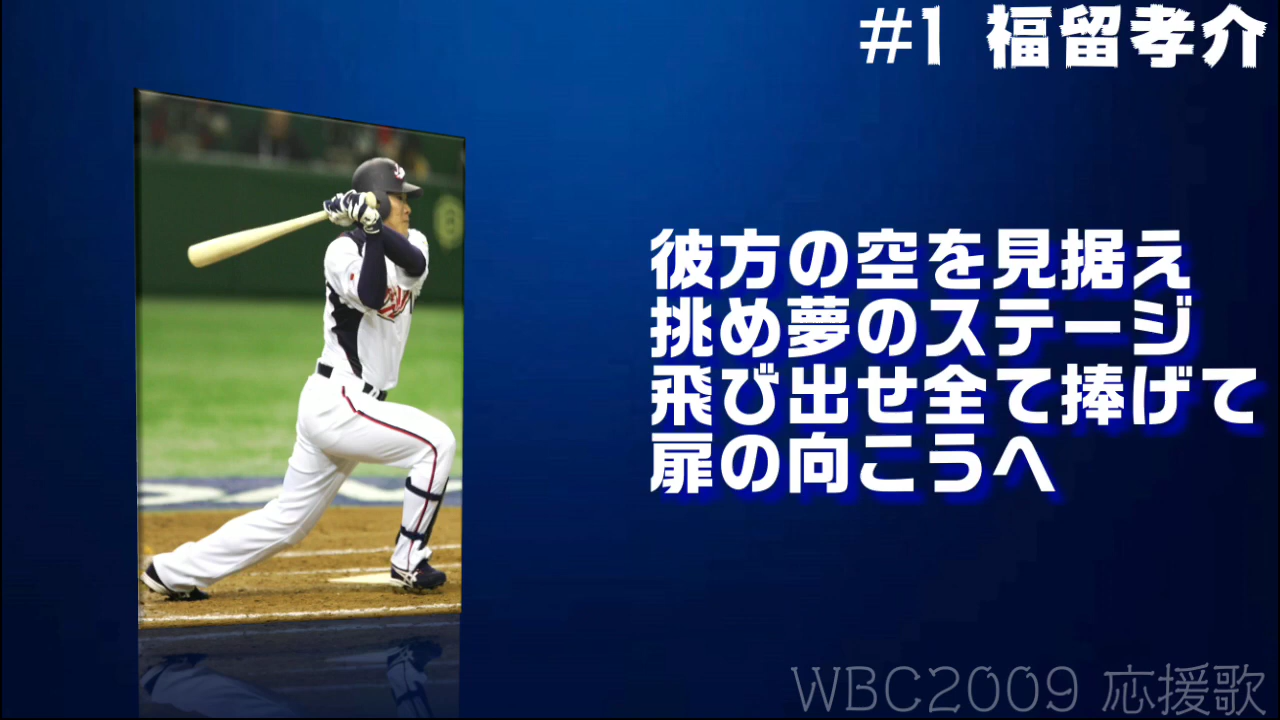 #1 福留孝介
彼方の空を見据え
挑め夢のステージ
飛び出せ全て捧げて
扉の向こうへ
WBC2009 応援歌